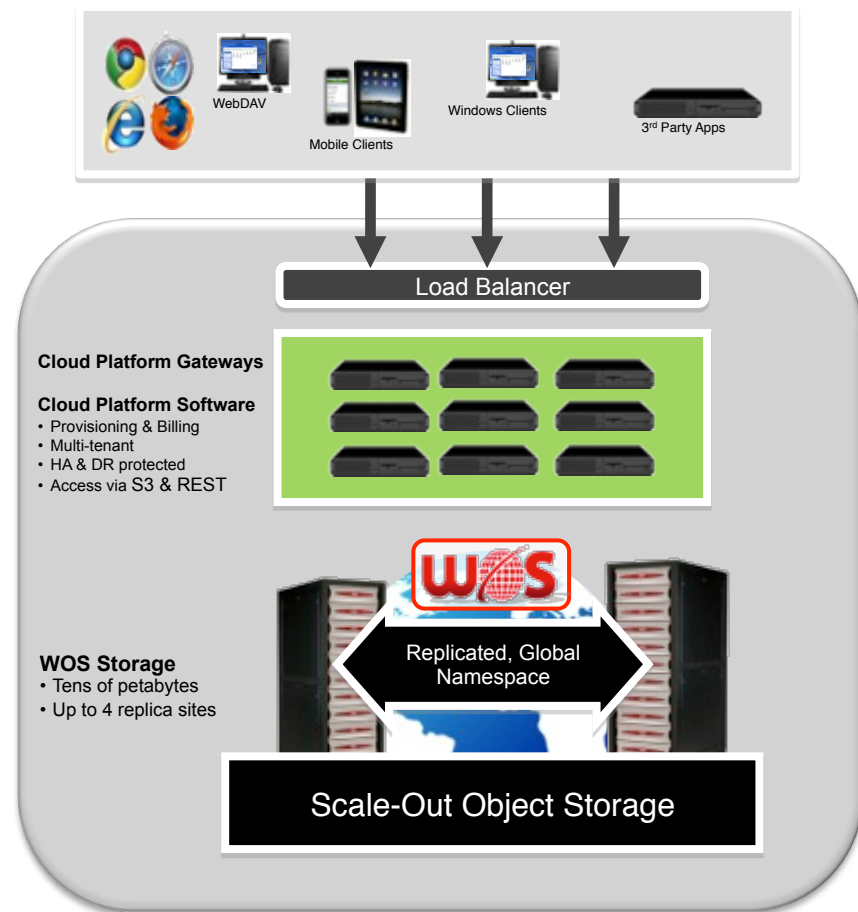 WebDAV
Mobile Clients
Windows Clients
3rd Party Apps
Load Balancer
Cloud Platform Gateways
Cloud Platform Software
• Provisioning & Billing
• Multi-tenant
• HA & DR protected
• Access via S3 & REST
WOS
Replicated, Global
Namespace
WOS Storage
• Tens of petabytes
• Up to 4 replica sites
Scale-Out Object Storage